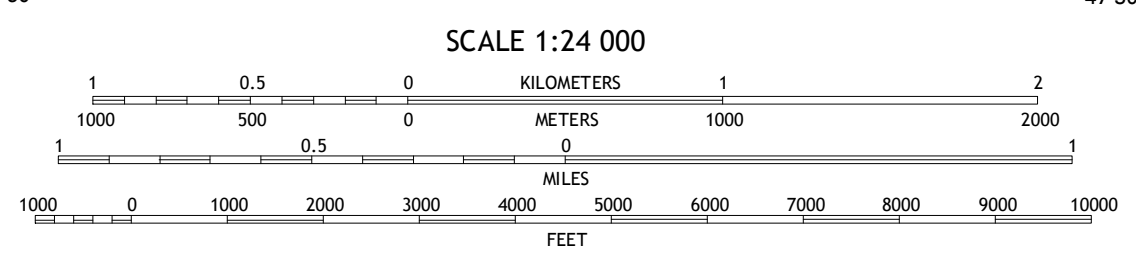 SCALE 1:24 000
1 0.5 0 KILOMETERS 1 2
1000 500 0 METERS 1000 2000
1 0.5 0 1
MILES
1000 0 1000 2000 3000 4000 5000 6000 7000 8000 9000 10000
FEET